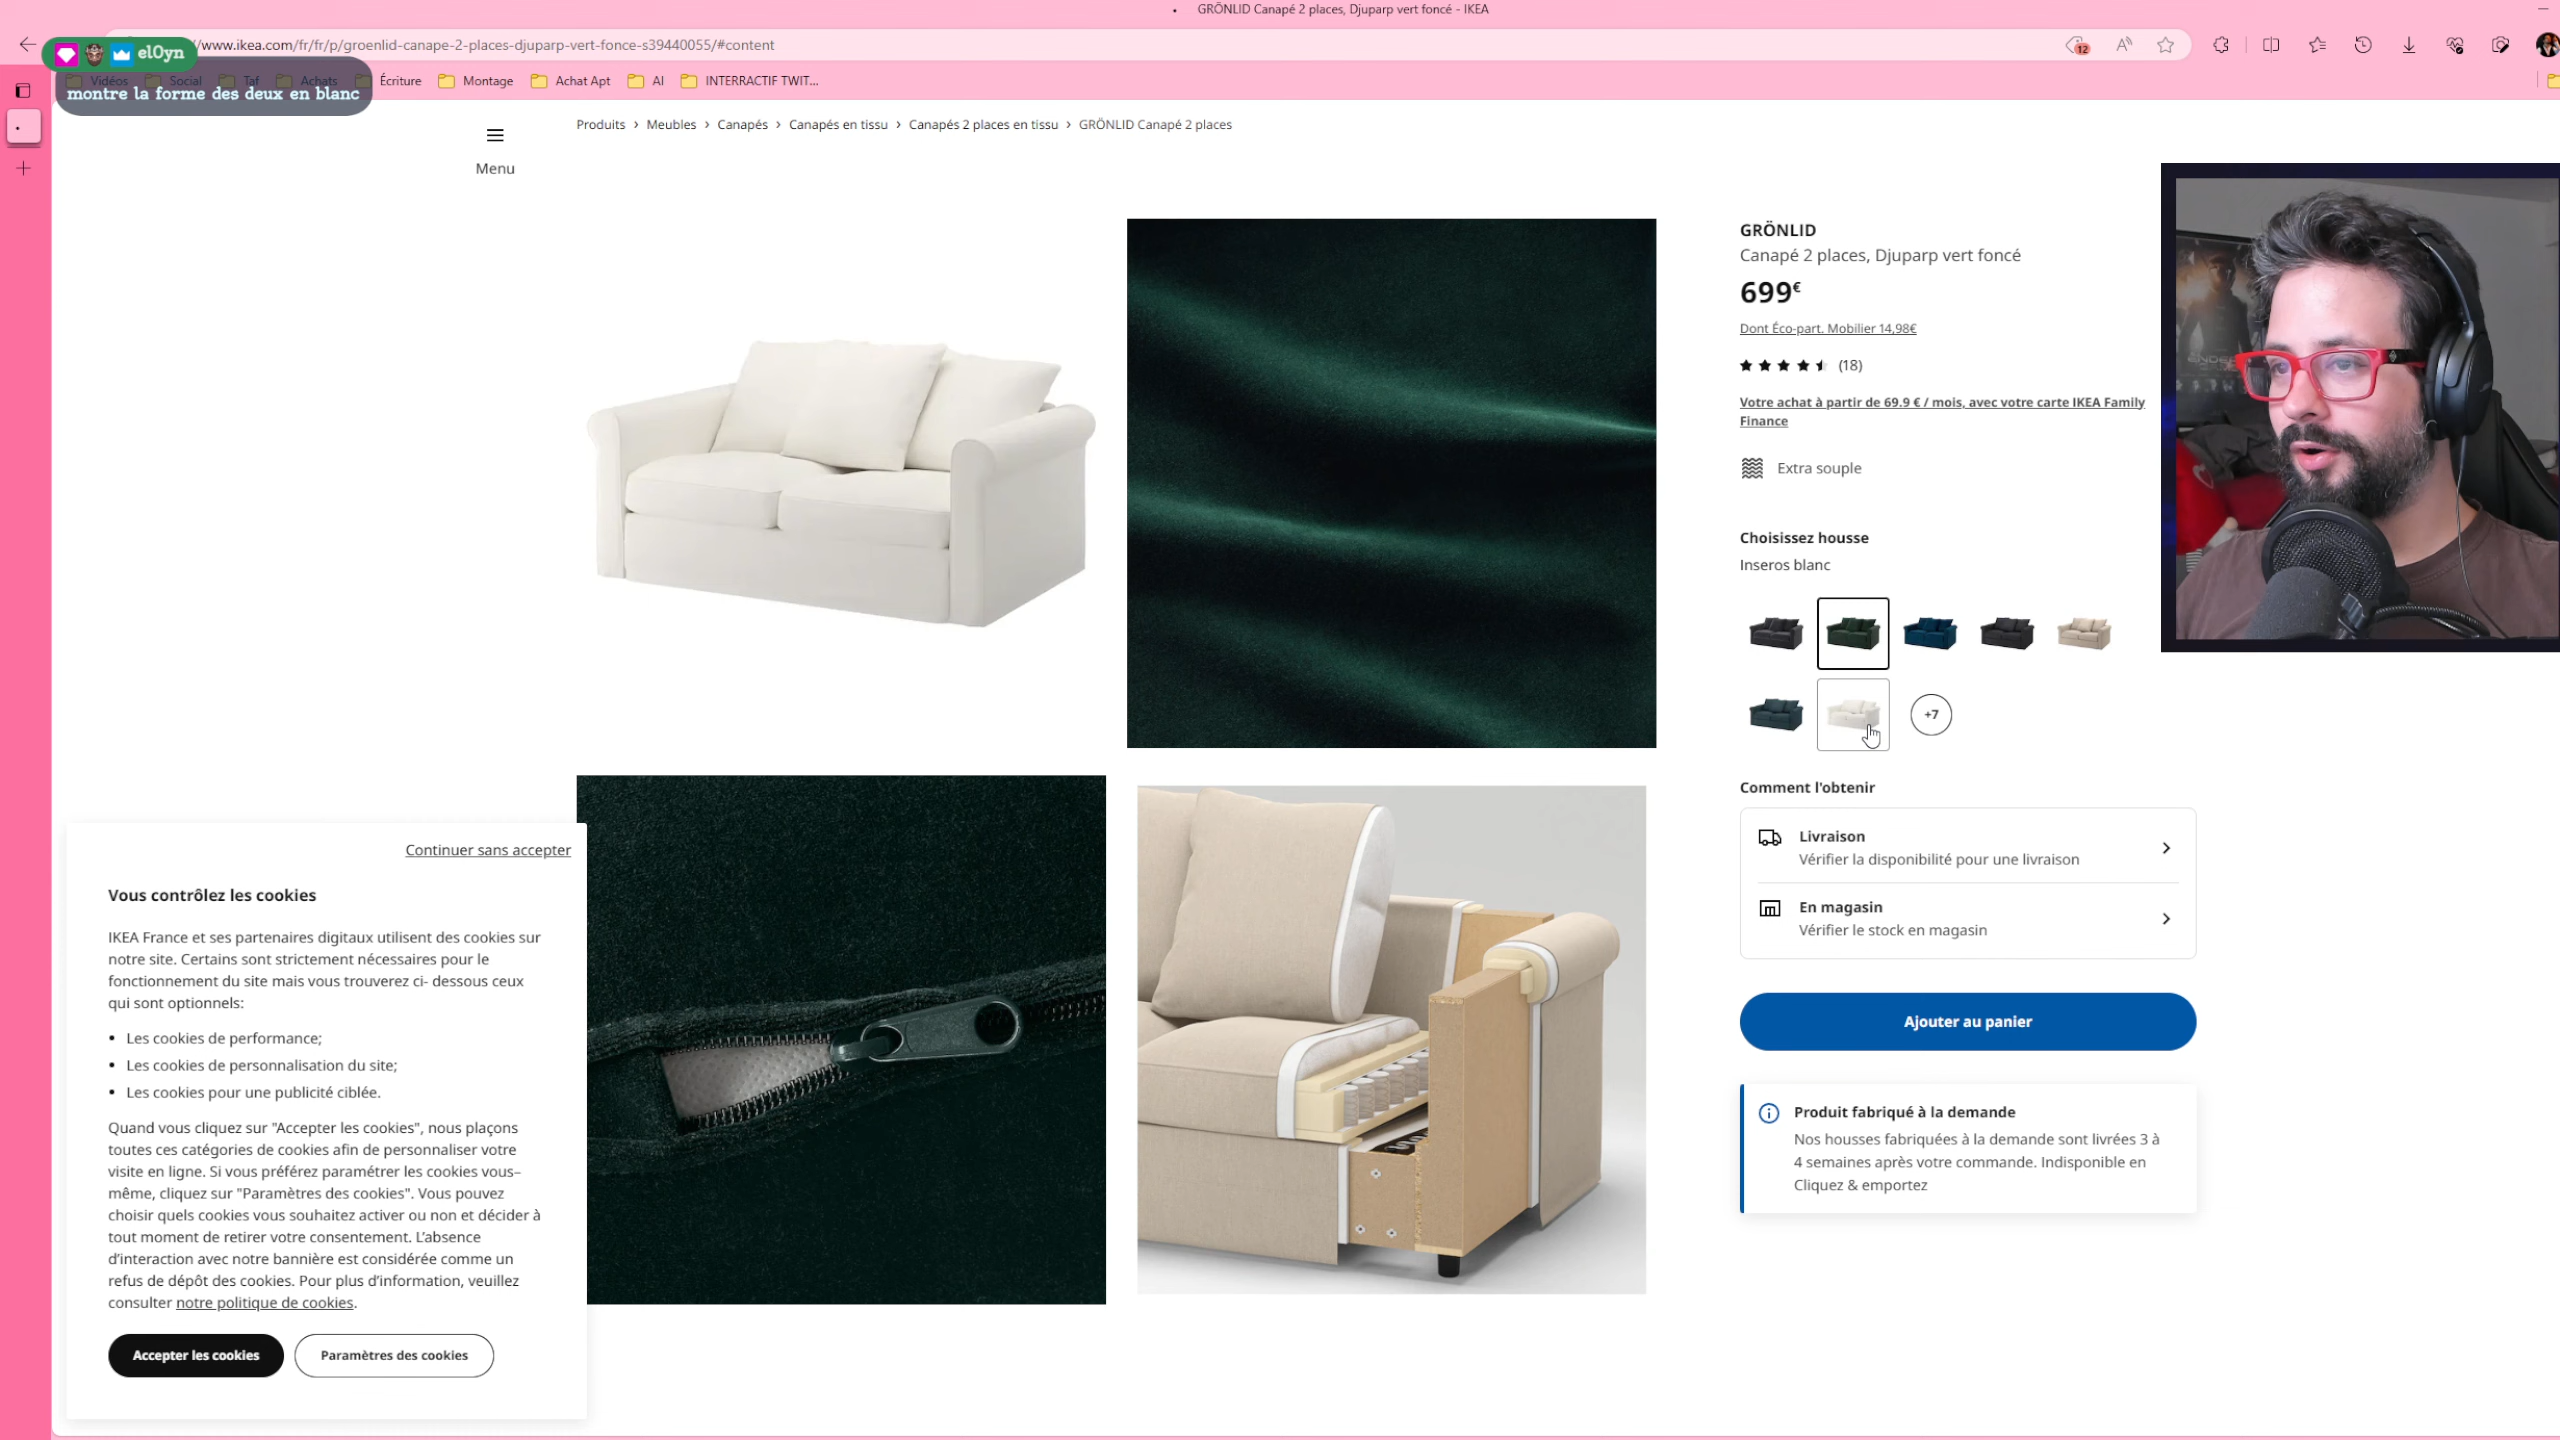 GRÖNLID Canapé 2 places, Djuparp vert foncé - IKEA
el0yn
/www.ikea.com/fr/fr/p/groenlid-canape-2-places-djuparp-vert-fonce-s39440055/#content
12
Vidéos
Social
Taf
Achats
Écriture
Montage
Achat Apt
AI
INTERRACTIF TWIT...
montre la forme des deux en blanc
Menu
Produits › Meubles › Canapés › Canapés en tissu › Canapés 2 places en tissu › GRÖNLID Canapé 2 places
GRÖNLID
Canapé 2 places, Djuparp vert foncé
699€
Dont Éco-part. Mobilier 14,98€
(18)
Votre achat à partir de 69.9 € / mois, avec votre carte IKEA Family
Finance
Extra souple
Choisissez housse
Inseros blanc
+7
Comment l'obtenir
Livraison
Vérifier la disponibilité pour une livraison
En magasin
Vérifier le stock en magasin
Ajouter au panier
Produit fabriqué à la demande
Nos housses fabriquées à la demande sont livrées 3 à
4 semaines après votre commande. Indisponible en
Cliquez & emportez
Continuer sans accepter
Vous contrôlez les cookies
IKEA France et ses partenaires digitaux utilisent des cookies sur
notre site. Certains sont strictement nécessaires pour le
fonctionnement du site mais vous trouverez ci- dessous ceux
qui sont optionnels:
• Les cookies de performance;
• Les cookies de personnalisation du site;
• Les cookies pour une publicité ciblée.
Quand vous cliquez sur "Accepter les cookies", nous plaçons
toutes ces catégories de cookies afin de personnaliser votre
visite en ligne. Si vous préférez paramétrer les cookies vous–
même, cliquez sur "Paramètres des cookies". Vous pouvez
choisir quels cookies vous souhaitez activer ou non et décider à
tout moment de retirer votre consentement. L'absence
d'interaction avec notre bannière est considérée comme un
refus de dépôt des cookies. Pour plus d'information, veuillez
consulter notre politique de cookies.
Accepter les cookies
Paramètres des cookies